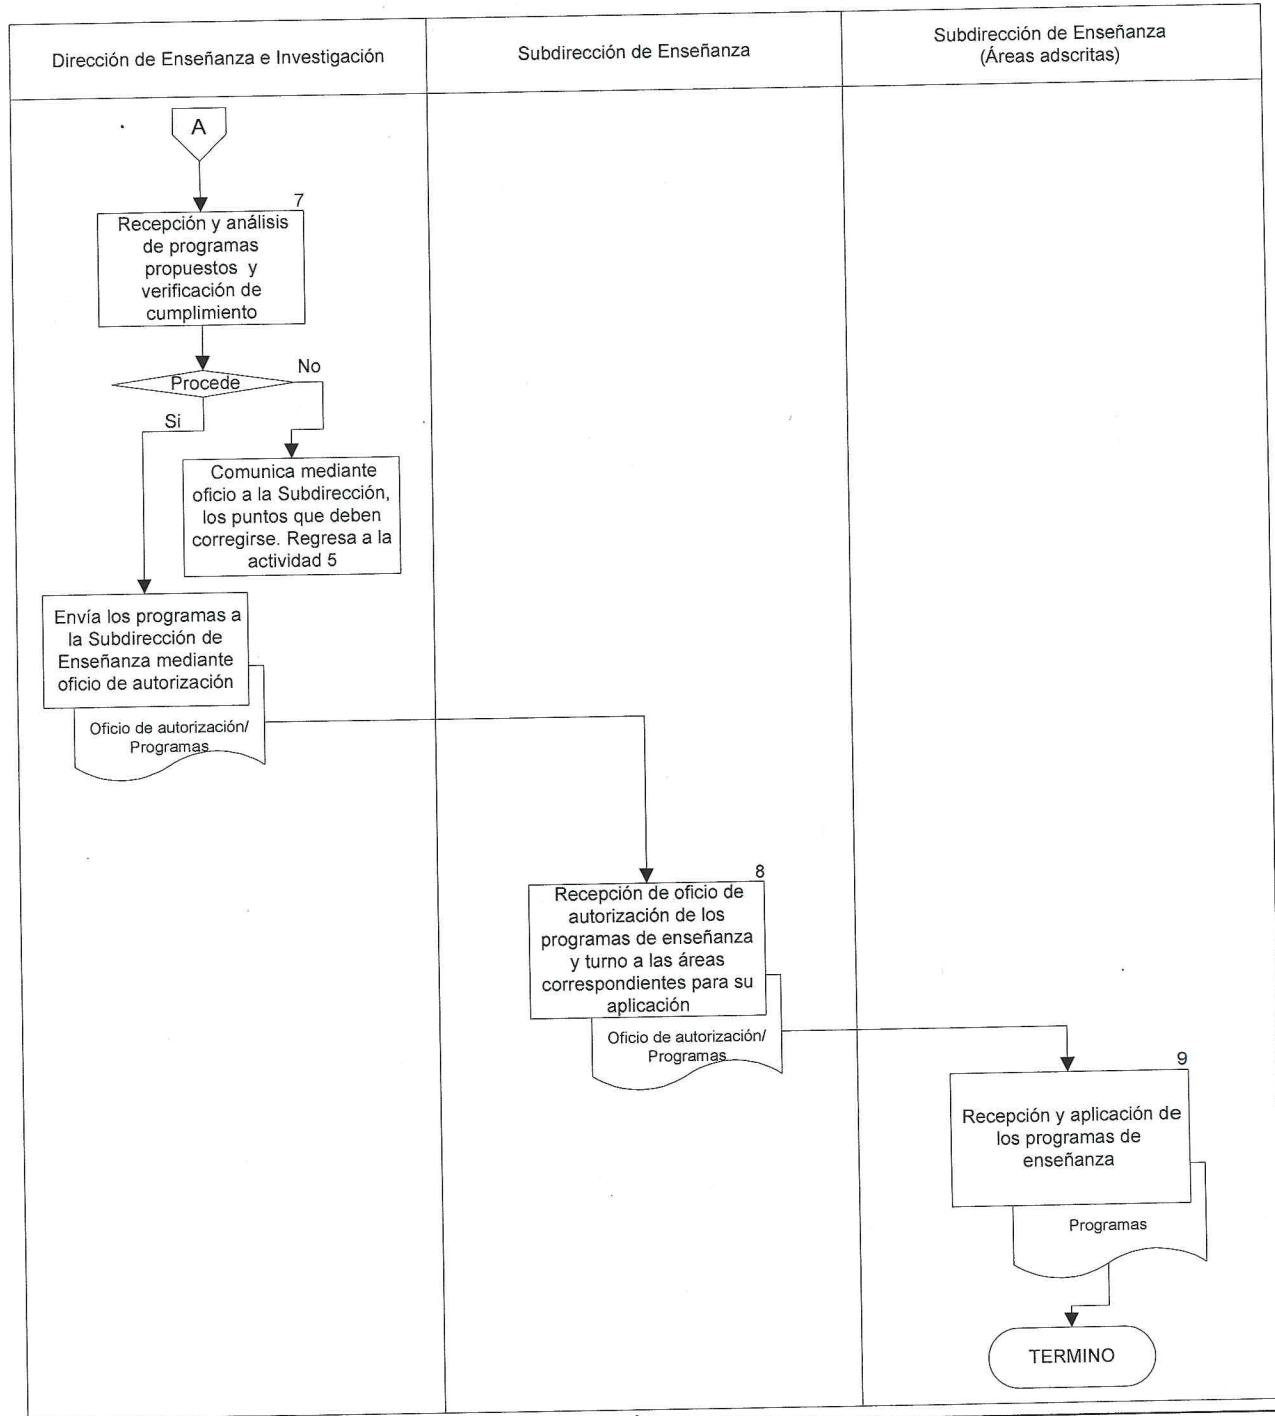 Dirección de Enseñanza e Investigación
Subdirección de Enseñanza
Subdirección de Enseñanza
(Áreas adscritas)
A
7
Recepción y análisis
de programas
propuestos y
verificación de
cumplimiento
Procede
No
Si
Comunica mediante
oficio a la Subdirección,
los puntos que deben
corregirse. Regresa a la
actividad 5
Envía los programas a
la Subdirección de
Enseñanza mediante
oficio de autorización
Oficio de autorización/
Programas
8
Recepción de oficio de
autorización de los
programas de enseñanza
y turno a las áreas
correspondientes para su
aplicación
Oficio de autorización/
Programas
9
Recepción y aplicación de
los programas de
enseñanza
Programas
TERMINO